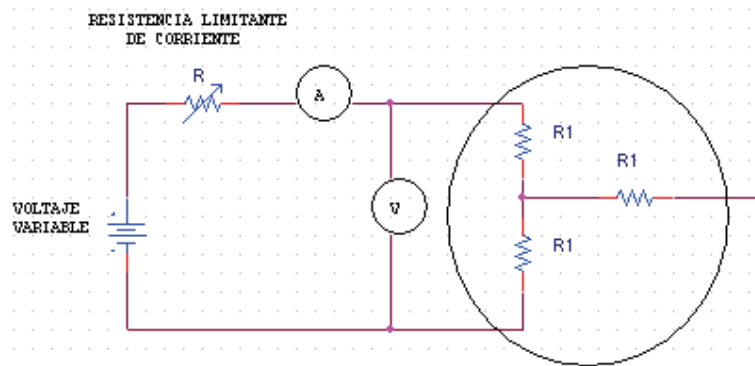 RESISTENCIA LIMITANTE
DE CORRIENTE
R
A
R1
R1
V
VOLTAJE
VARIABLE
R1